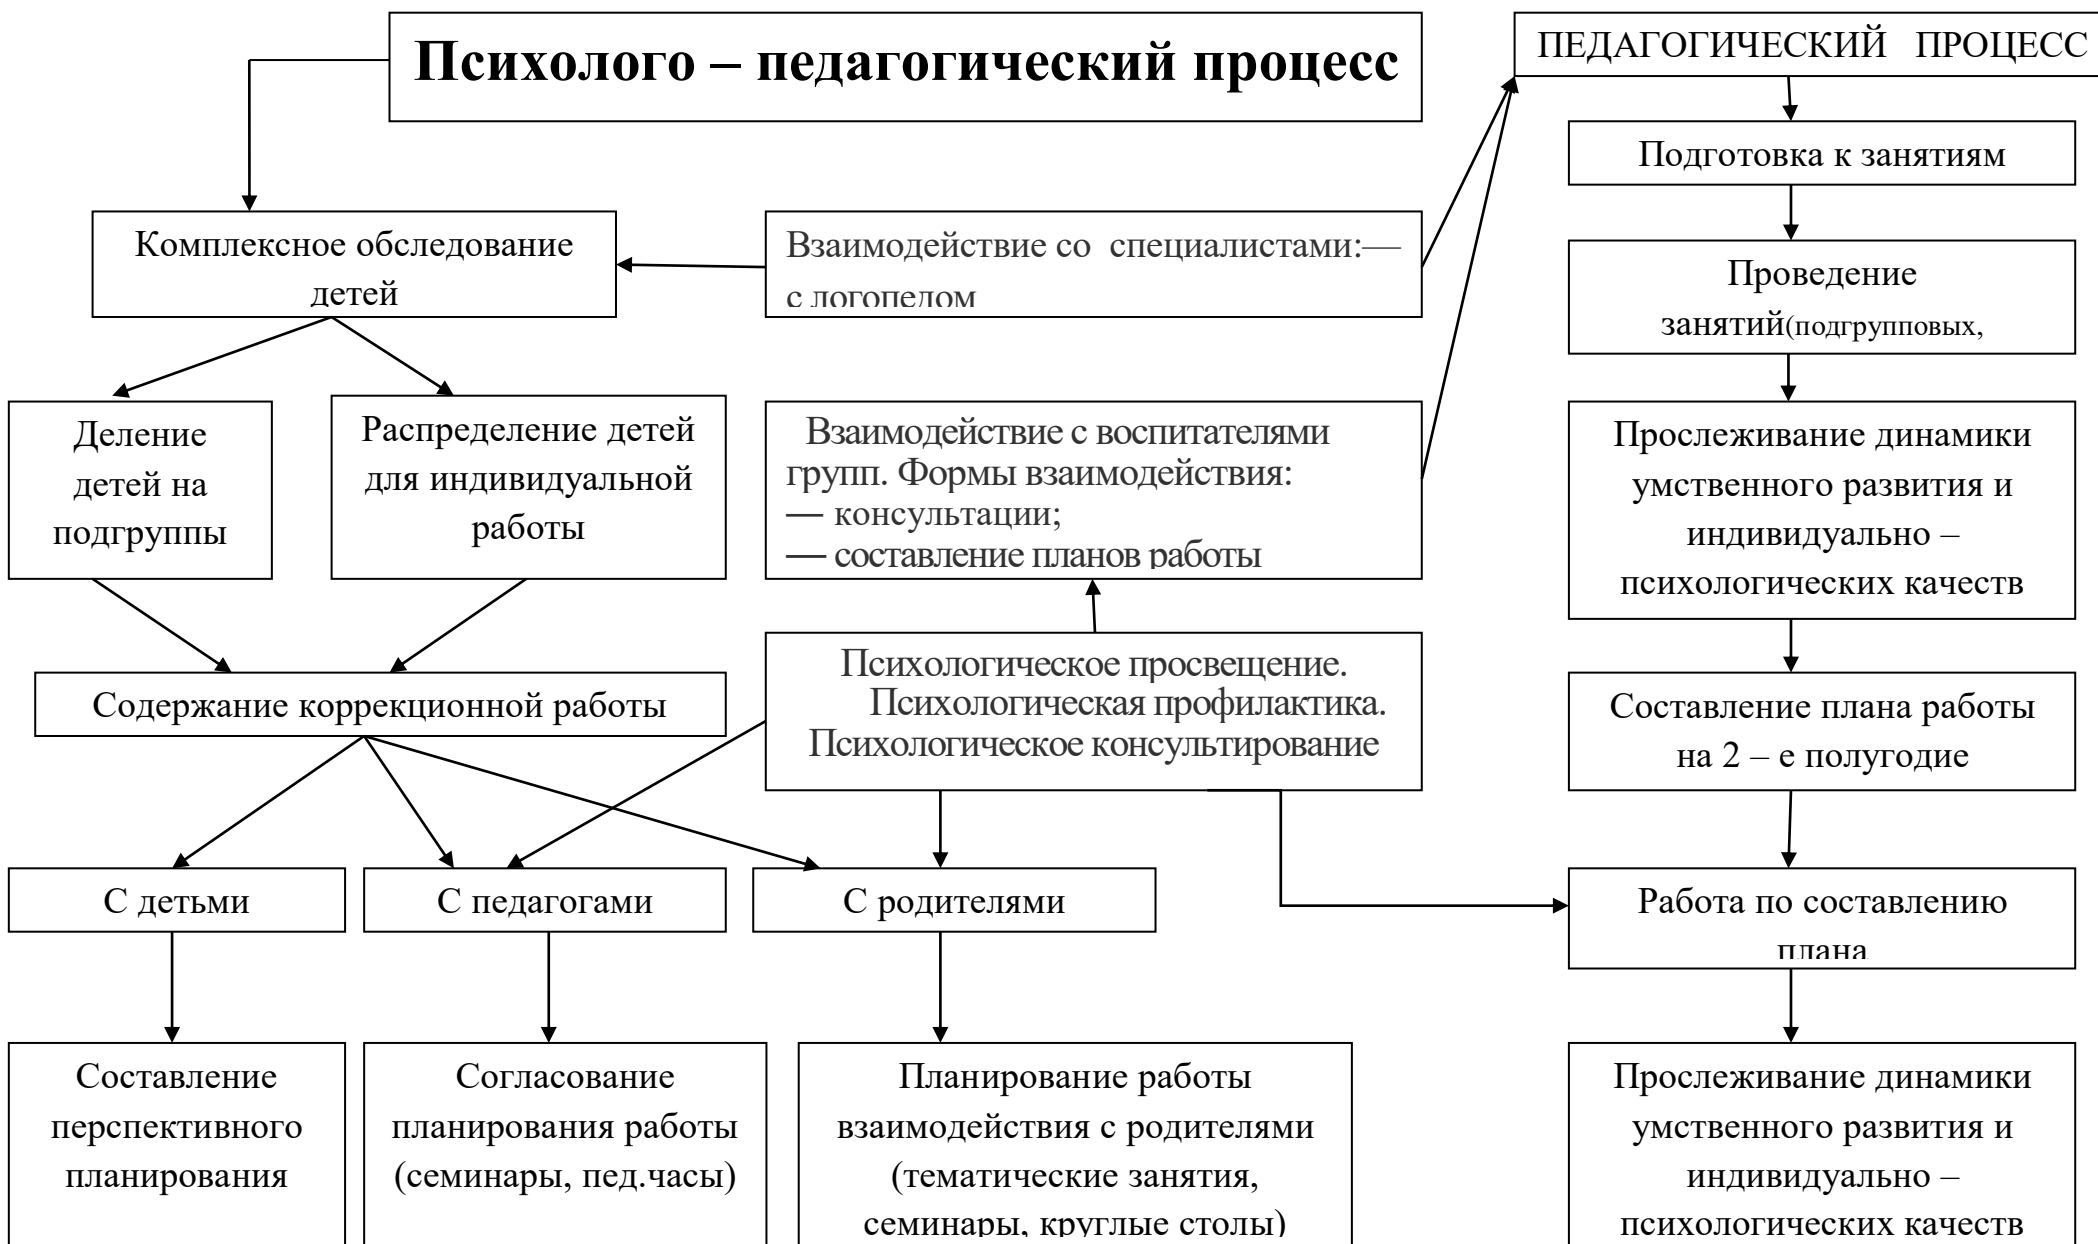 Психолого – педагогический процесс
ПЕДАГОГИЧЕСКИЙ ПРОЦЕСС
Подготовка к занятиям
Комплексное обследование
детей
Взаимодействие со специалистами:—
с логопедом
Проведение
занятий(подгрупповых,
Деление
детей на
подгруппы
Распределение детей
для индивидуальной
работы
Взаимодействие с воспитателями
групп. Формы взаимодействия:
— консультации;
— составление планов работы
Прослеживание динамики
умственного развития и
индивидуально –
психологических качеств
Содержание коррекционной работы
Психологическое просвещение.
Психологическая профилактика.
Психологическое консультирование
Составление плана работы
на 2 – е полугодие
С детьми
С педагогами
С родителями
Работа по составлению
плана
Составление
перспективного
планирования
Согласование
планирования работы
(семинары, пед.часы)
Планирование работы
взаимодействия с родителями
(тематические занятия,
семинары, круглые столы)
Прослеживание динамики
умственного развития и
индивидуально –
психологических качеств